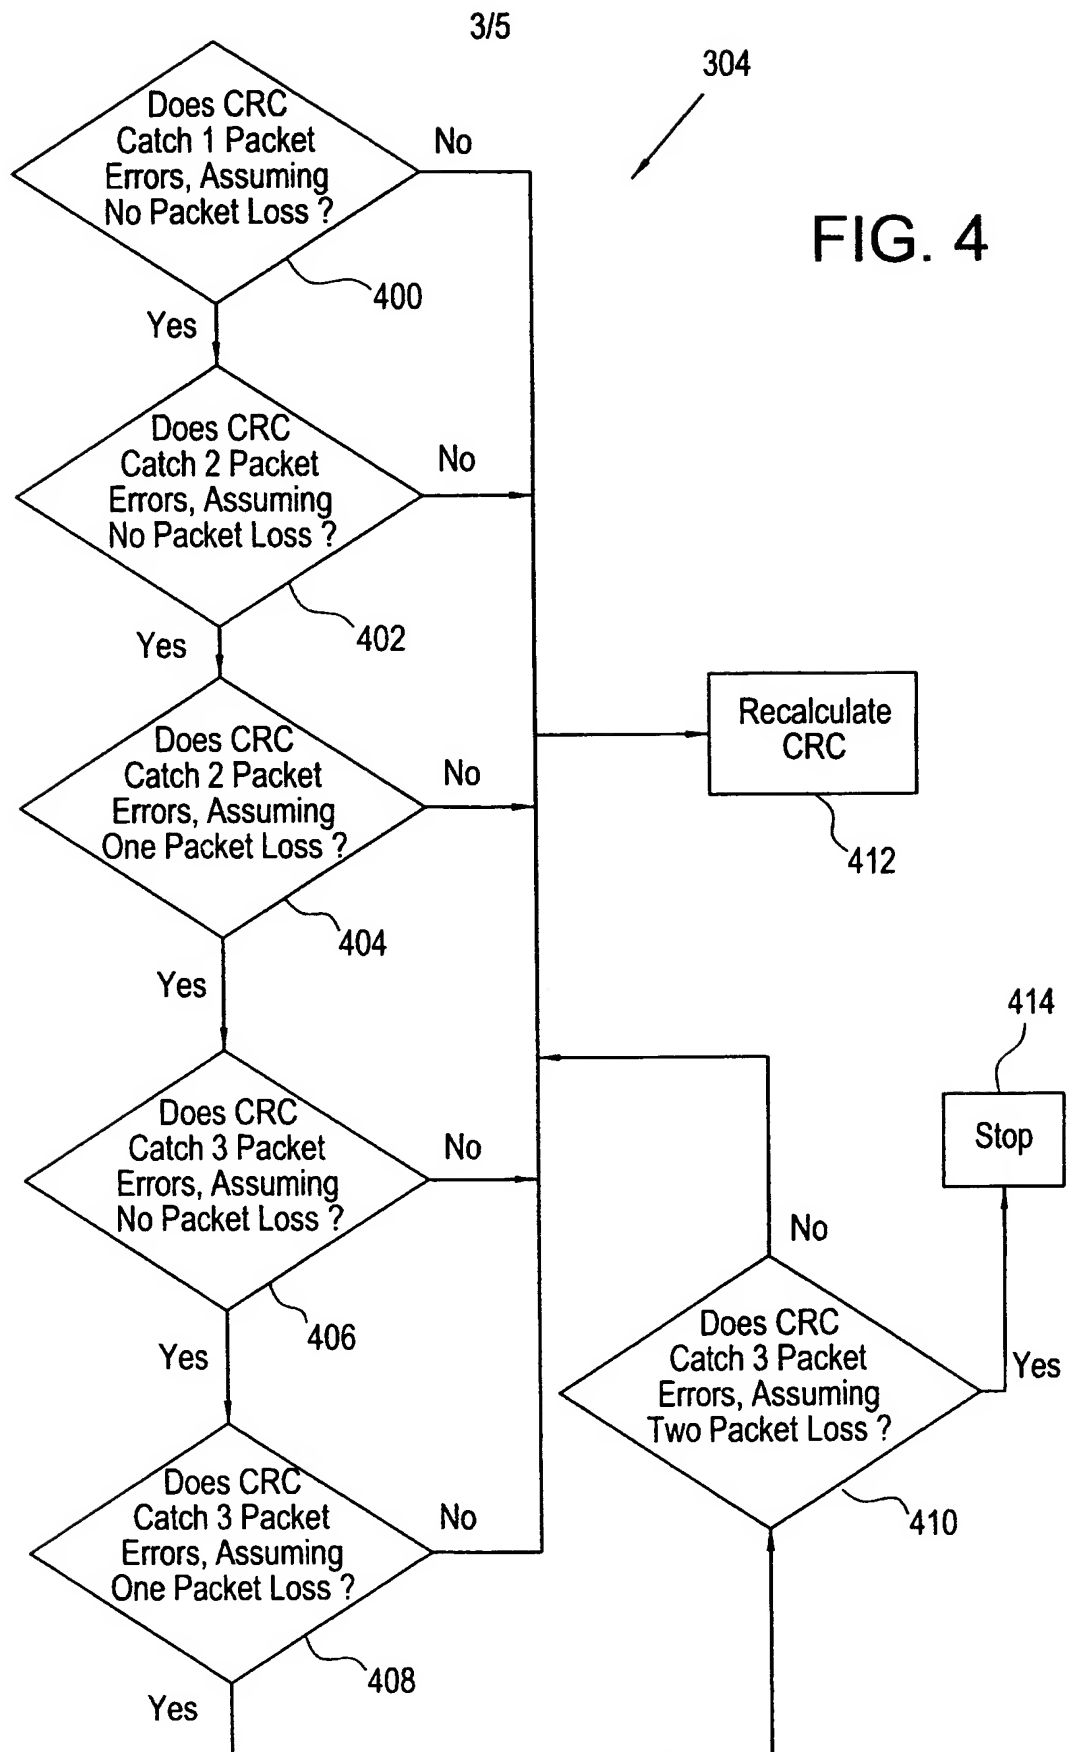 3/5
304
FIG. 4
Does CRC
Catch 1 Packet
Errors, Assuming
No Packet Loss ?
No
400
Yes
Does CRC
Catch 2 Packet
Errors, Assuming
No Packet Loss ?
No
402
Yes
Does CRC
Catch 2 Packet
Errors, Assuming
One Packet Loss ?
No
404
Yes
Recalculate
CRC
412
Does CRC
Catch 3 Packet
Errors, Assuming
No Packet Loss ?
No
406
Yes
414
Stop
No
Does CRC
Catch 3 Packet
Errors, Assuming
Two Packet Loss ?
Yes
410
Does CRC
Catch 3 Packet
Errors, Assuming
One Packet Loss ?
No
408
Yes